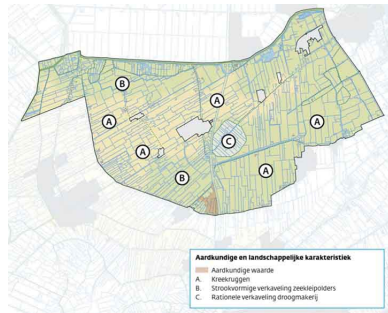 A
B
A
A
C
A
A
B
A
Aardkundige en landschappelijke karakteristiek
Aardkundige waarde
A. Kreekruggen
B. Strookvormige verkaveling zeekleipolders
C. Rationele verkaveling droogmakerij